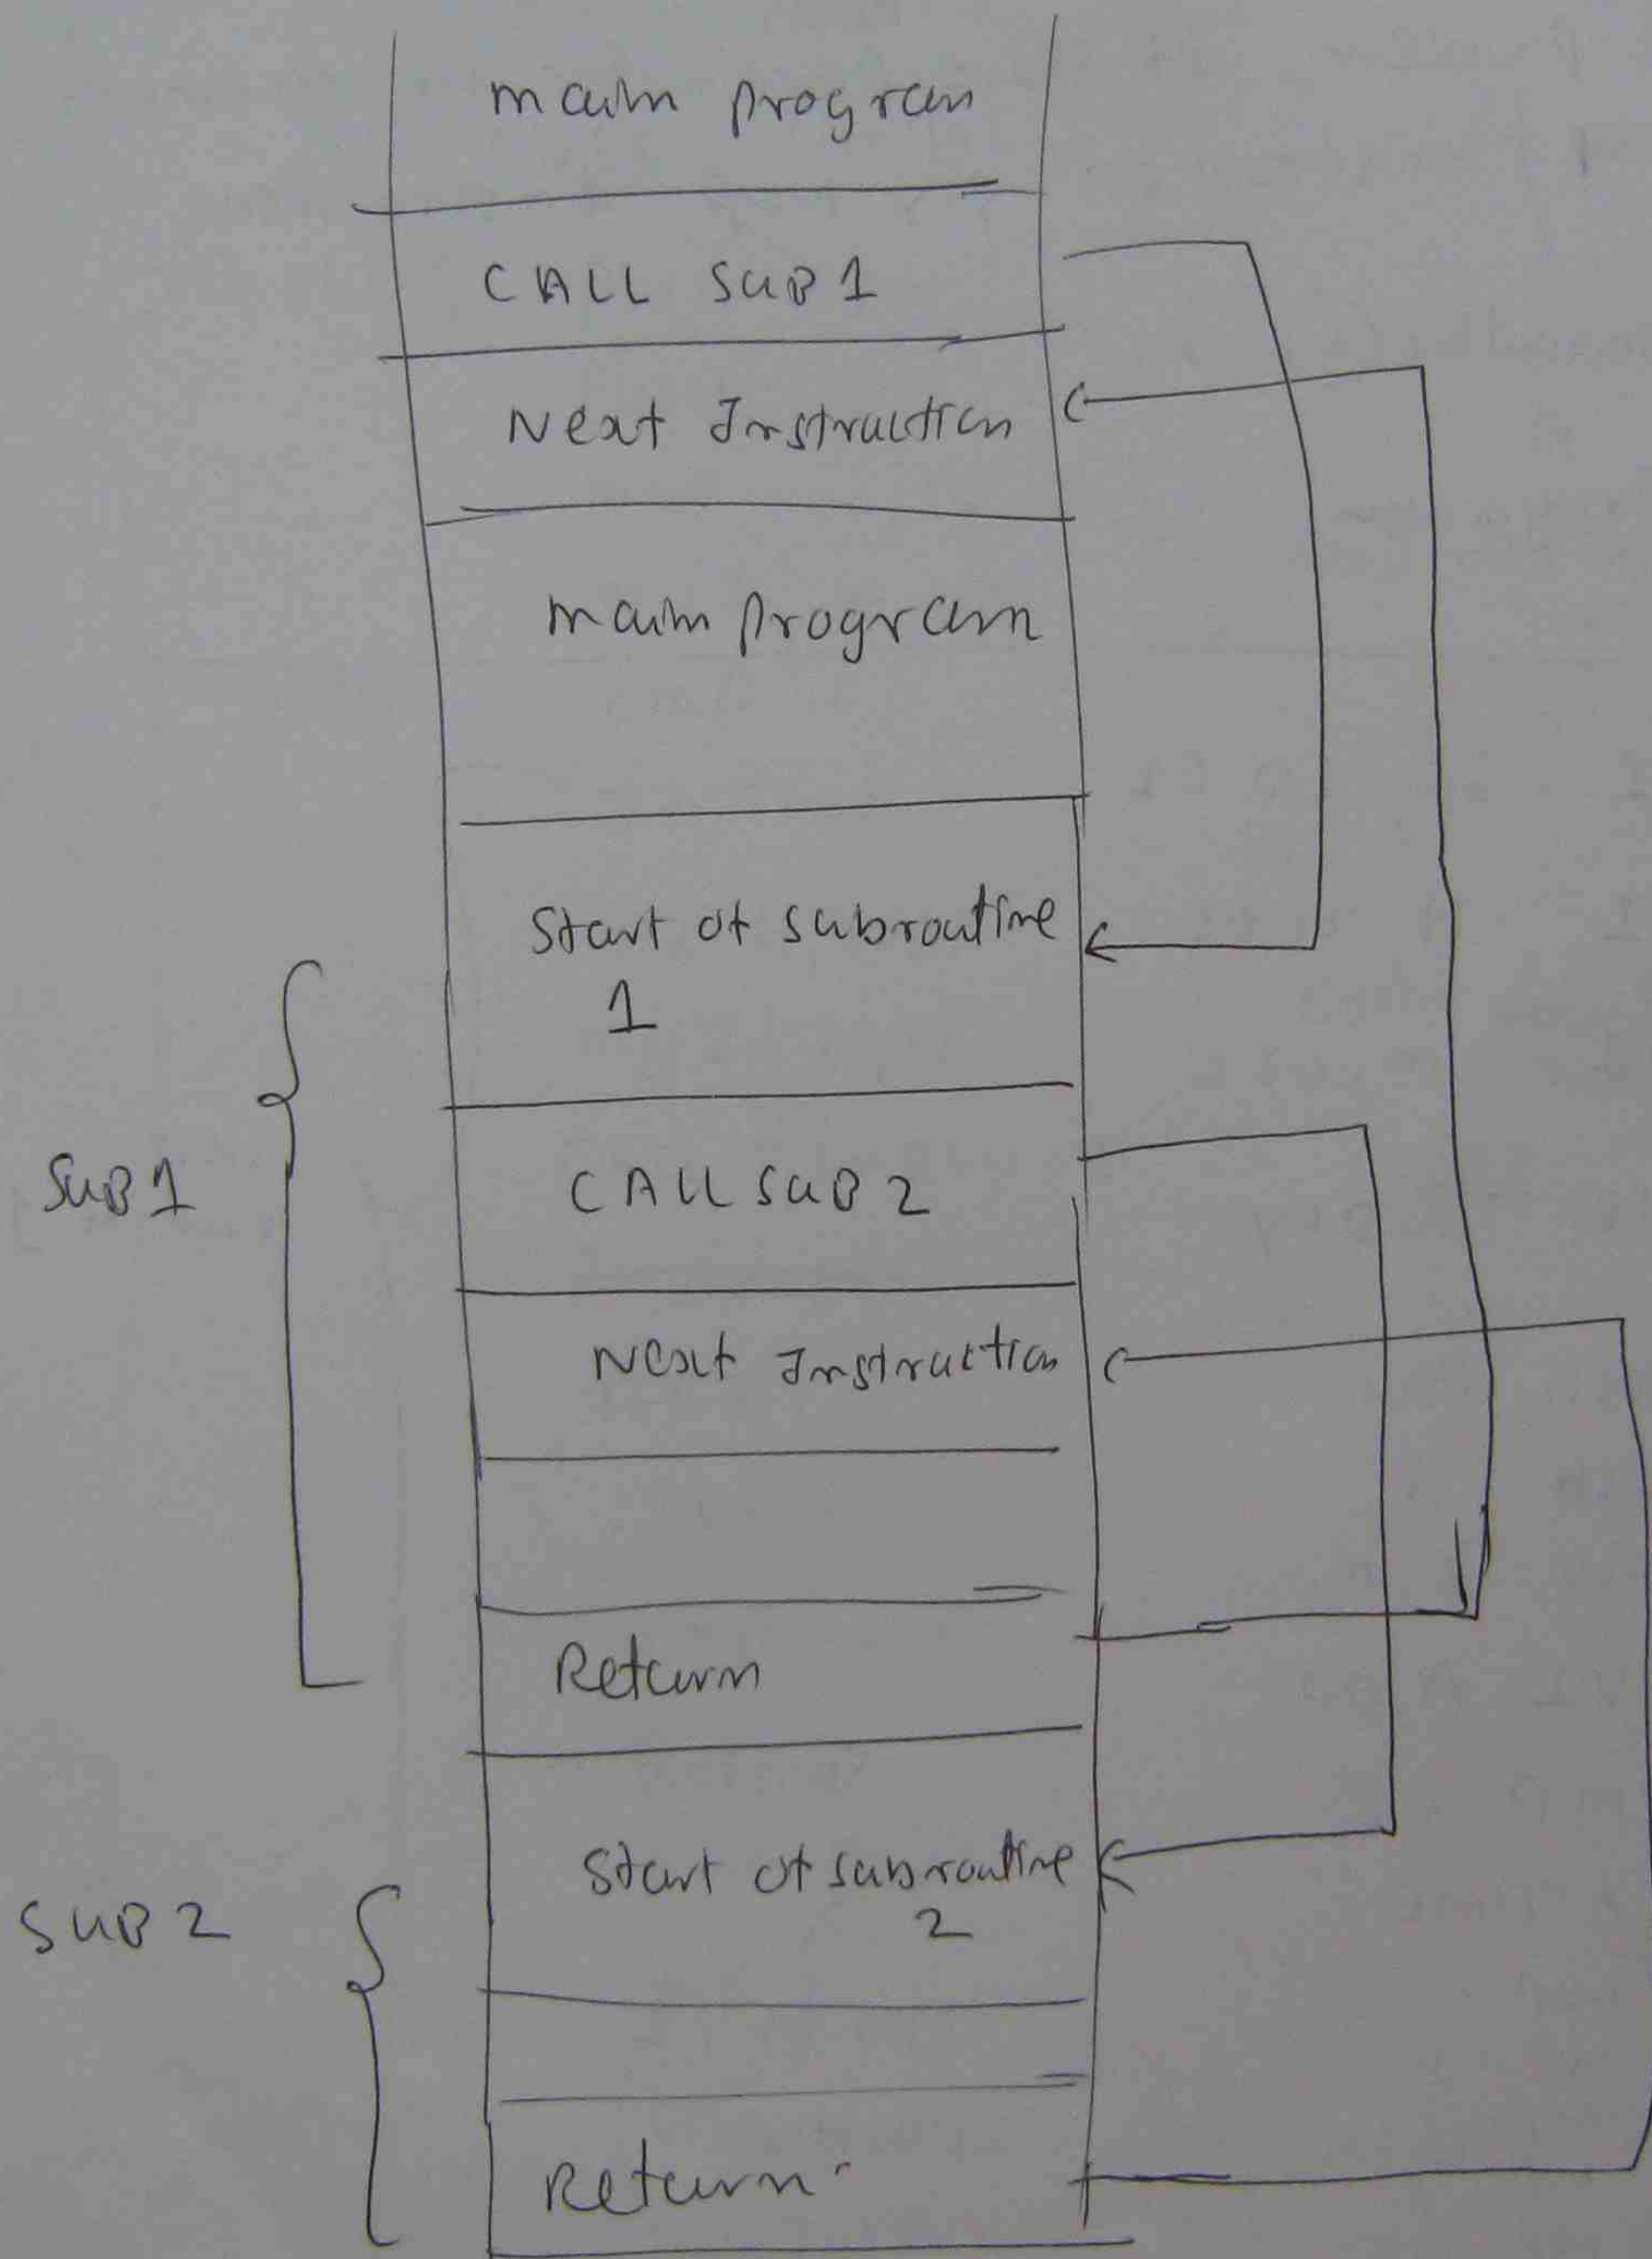 main program
CALL SUB 1
Next Instruction
main program
Start of subroutine
1
SUB 1
CALL SUB 2
Next Instruction
Return
Start of subroutine
2
SUB 2
Return